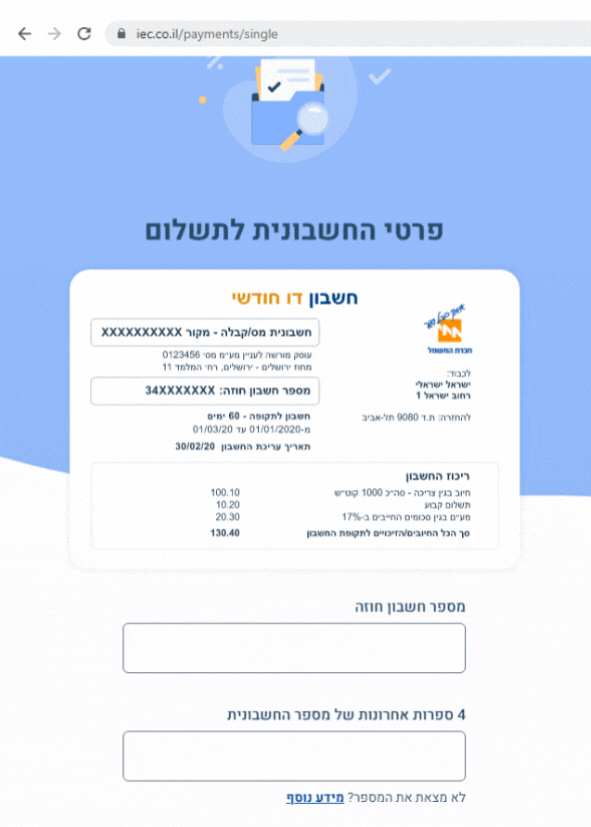 iec.co.il/payments/single
פרטי החשבונית לתשלום
חשבון דו חודשי
חברת החשמל
לכבוד:
ישראל ישראלי
רחוב ישראל 1
להחזרה: ת.ד 9080 תל-אביב
חשבונית מס/קבלה - מקור XXXXXXXXXX
עוסק מורשה לעניין מע״מ מס׳ 0123456
מחוז ירושלים - ירושלים, רח׳ המלמד 11
מספר חשבון חוזה: 34XXXXXXX
חשבון לתקופה - 60 ימים
מ-01/01/2020 עד 01/03/20
תאריך עריכת החשבון 30/02/20
ריכוז החשבון
חיוב בגין צריכה - סה״כ 1000 קוט״ש 100.10
תשלום קבוע 10.20
מע״מ בגין סכומים החייבים ב-17% 20.30
סך הכל החיובים/הזיכויים לתקופת החשבון 130.40
מספר חשבון חוזה
4 ספרות אחרונות של מספר החשבונית
לא מצאת את המספר? מידע נוסף